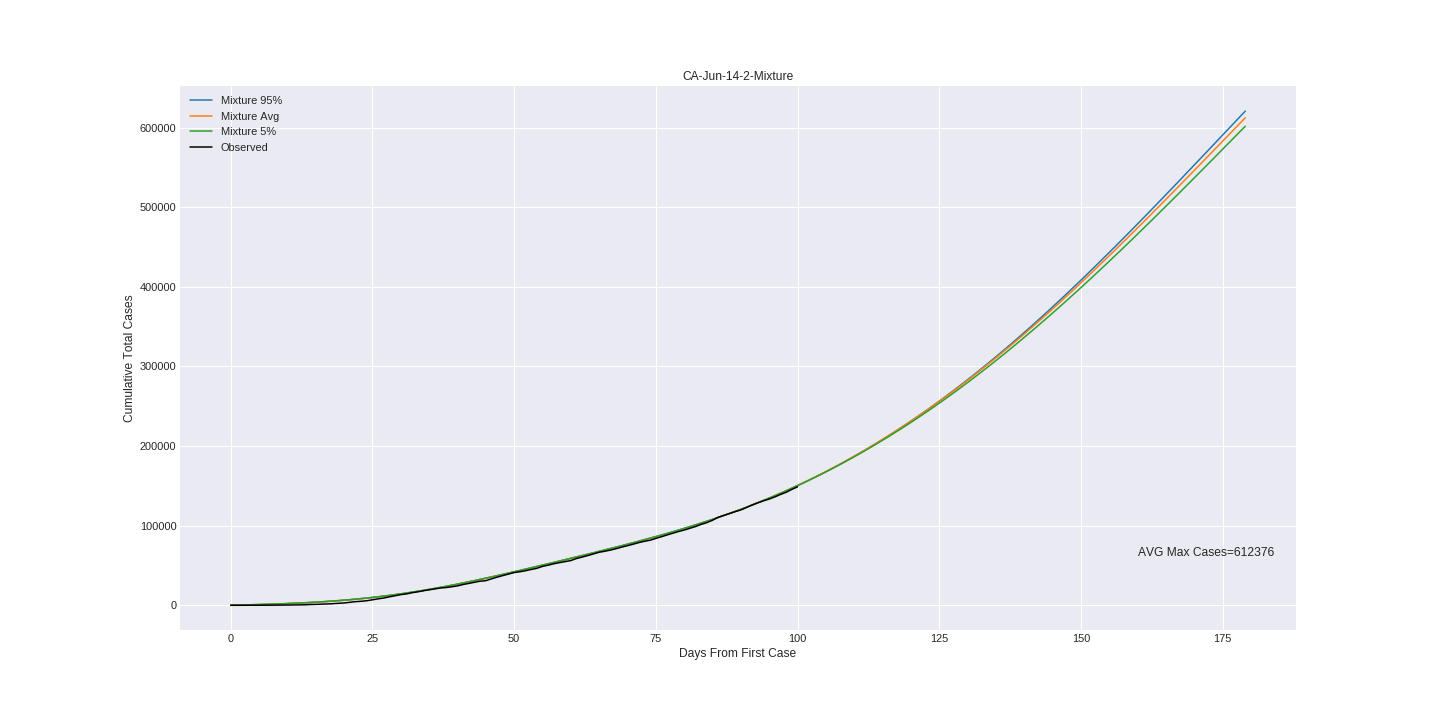 CA-Jun-14-2-Mixture
Mixture 95%
Mixture Avg
Mixture 5%
Observed
600000
500000
400000
300000
200000
100000
0
Cumulative Total Cases
AVG Max Cases=612376
0 25 50 75 100 125 150 175
Days From First Case